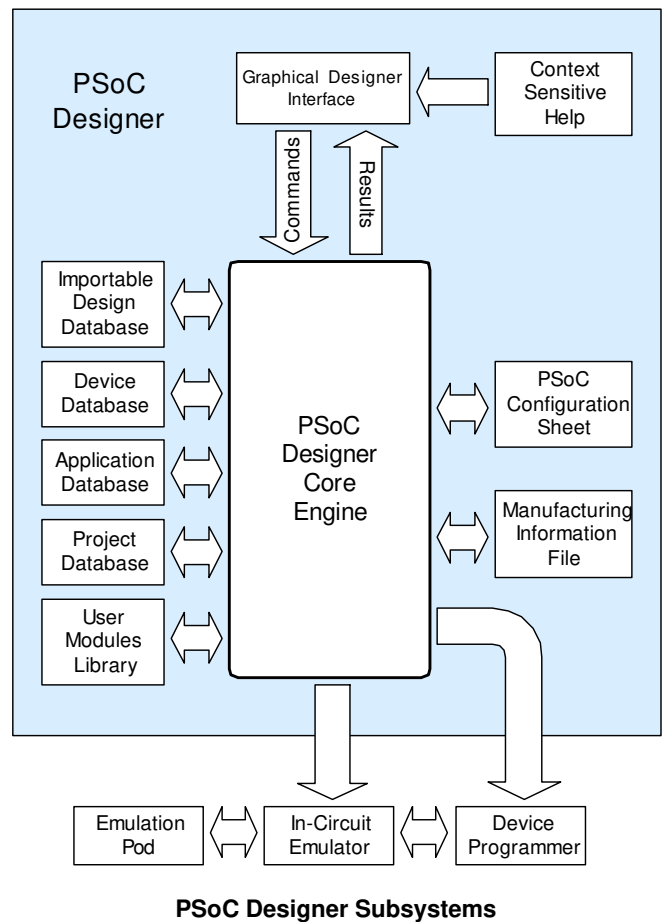 PSoC
Designer
Graphical Designer
Interface
Context
Sensitive
Help
Commands
Results
Importable
Design
Database
Device
Database
Application
Database
Project
Database
User
Modules
Library
PSoC
Designer
Core
Engine
PSoC
Configuration
Sheet
Manufacturing
Information
File
Emulation
Pod
In-Circuit
Emulator
Device
Programmer
PSoC Designer Subsystems